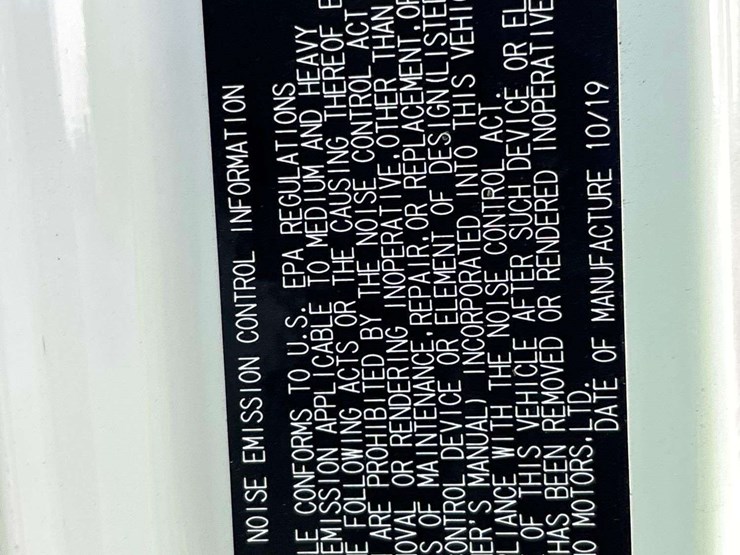 NOISE EMISSION CONTROL INFORMATION
LE CONFORMS TO U.S. EPA REGULATIONS
EMISSION APPLICABLE TO MEDIUM AND HEAVY
E FOLLOWING ACTS OR THE CAUSING THEREOF B
ARE PROHIBITED BY THE NOISE CONTROL ACT
OVAL OR RENDERING INOPERATIVE, OTHER THAN
S OF MAINTENANCE, REPAIR, OR REPLACEMENT, OF
ONTROL DEVICE OR ELEMENT OF DESIGN(LISTE
ER'S MANUAL) INCORPORATED INTO THIS VEHIC
LIANCE WITH THE NOISE CONTROL ACT.
OF THIS VEHICLE AFTER SUCH DEVICE OR EL
HAS BEEN REMOVED OR RENDERED INOPERATIVE
O MOTORS, LTD.
DATE OF MANUFACTURE 10/19